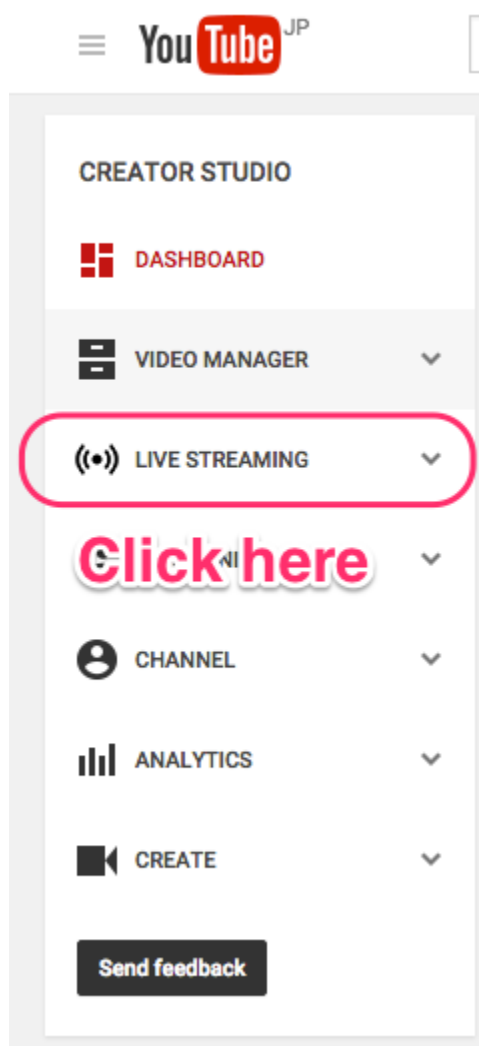 YouTube JP
CREATOR STUDIO
DASHBOARD
VIDEO MANAGER
LIVE STREAMING
Click here
CHANNEL
ANALYTICS
CREATE
Send feedback